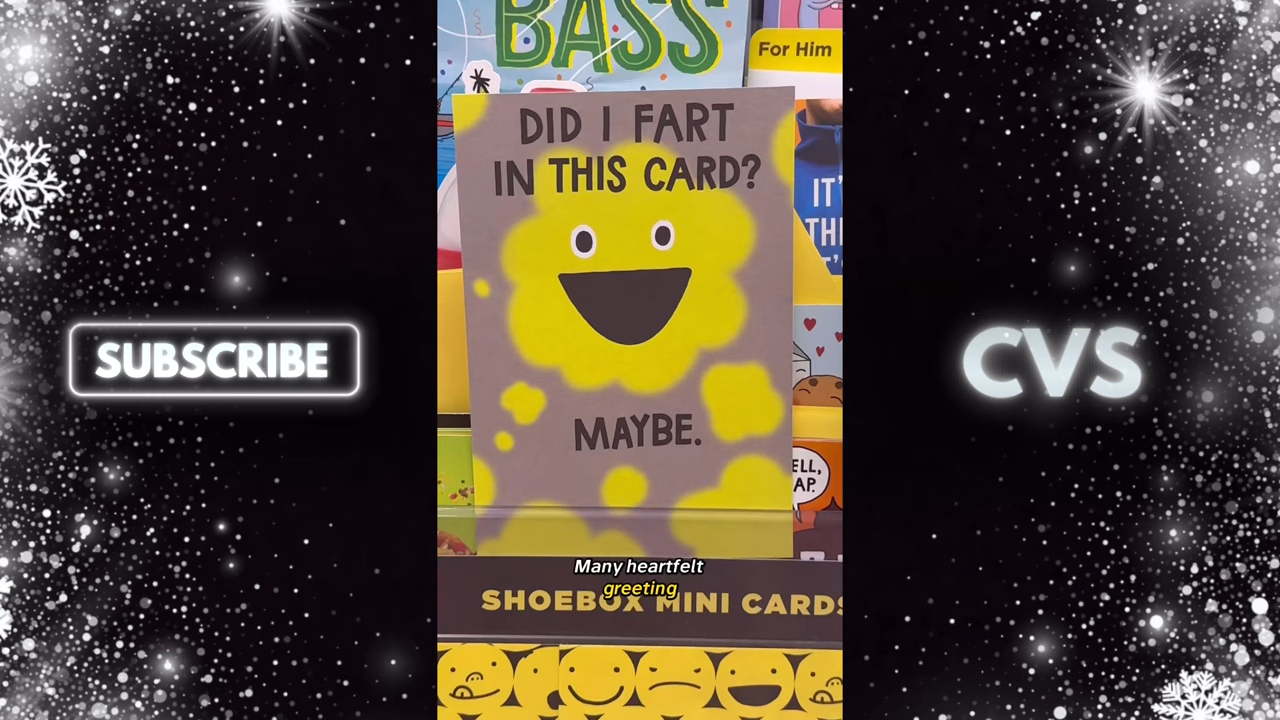 BASS
For Him
DID I FART
IN THIS CARD?
IT'
SUBSCRIBE
CVS
MAYBE.
ELL,
AP.
Many heartfelt
greeting
SHOEBOX MINI CARDS